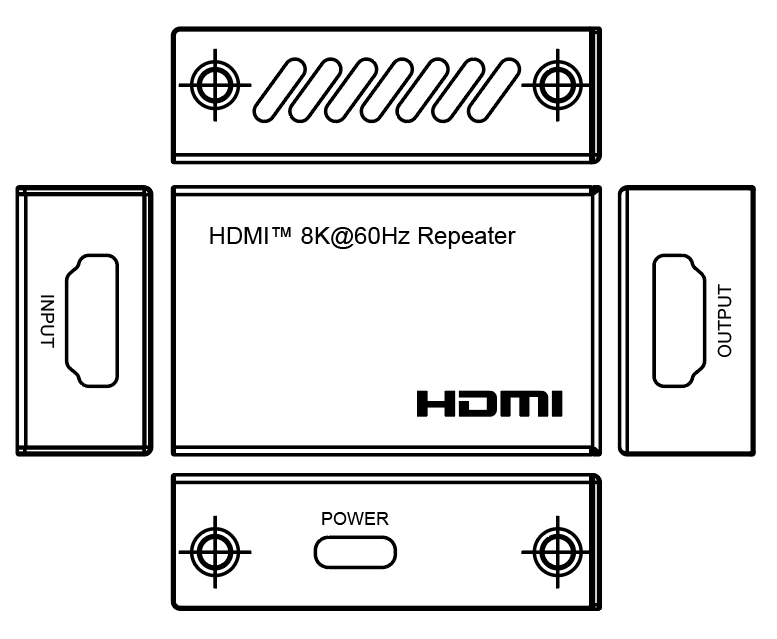 HDMI™ 8K@60Hz Repeater
INPUT
OUTPUT
HDMI
POWER